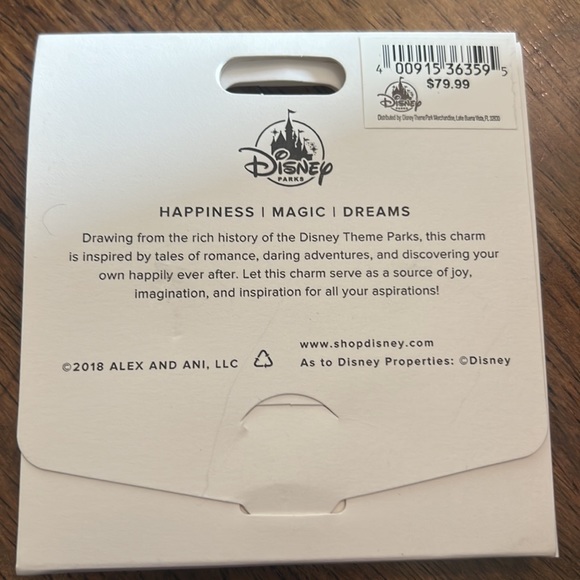 4 00915 36359 5
$79.99
Disney
Distributed by: Disney Theme Park Merchandise, Lake Buena Vista, FL 32830
Disney
PARKS
HAPPINESS | MAGIC | DREAMS
Drawing from the rich history of the Disney Theme Parks, this charm
is inspired by tales of romance, daring adventures, and discovering your
own happily ever after. Let this charm serve as a source of joy,
imagination, and inspiration for all your aspirations!
www.shopdisney.com
©2018 ALEX AND ANI, LLC As to Disney Properties: ©Disney